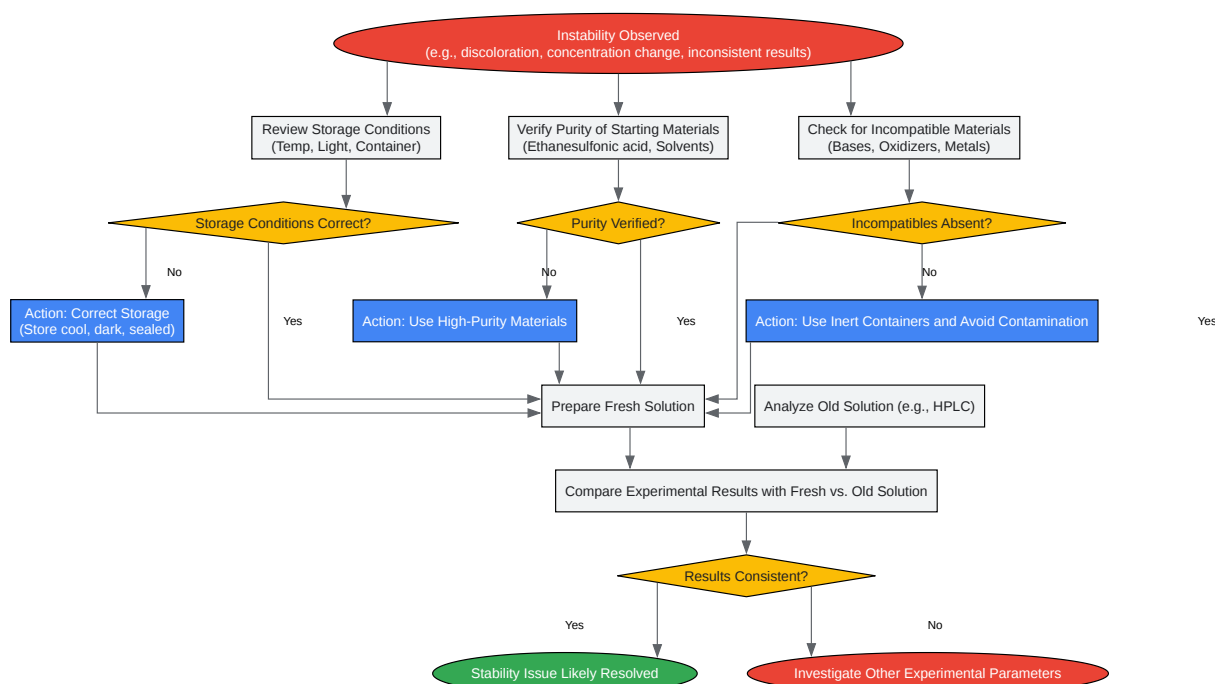 Instability Observed
(e.g., discoloration, concentration change, inconsistent results)
Review Storage Conditions
(Temp, Light, Container)
Verify Purity of Starting Materials
(Ethanesulfonic acid, Solvents)
Check for Incompatible Materials
(Bases, Oxidizers, Metals)
Storage Conditions Correct?
Purity Verified?
Incompatibles Absent?
No
No
No
Action: Correct Storage
(Store cool, dark, sealed)
Yes
Action: Use High-Purity Materials
Yes
Action: Use Inert Containers and Avoid Contamination
Yes
Prepare Fresh Solution
Analyze Old Solution (e.g., HPLC)
Compare Experimental Results with Fresh vs. Old Solution
Results Consistent?
Yes
No
Stability Issue Likely Resolved
Investigate Other Experimental Parameters